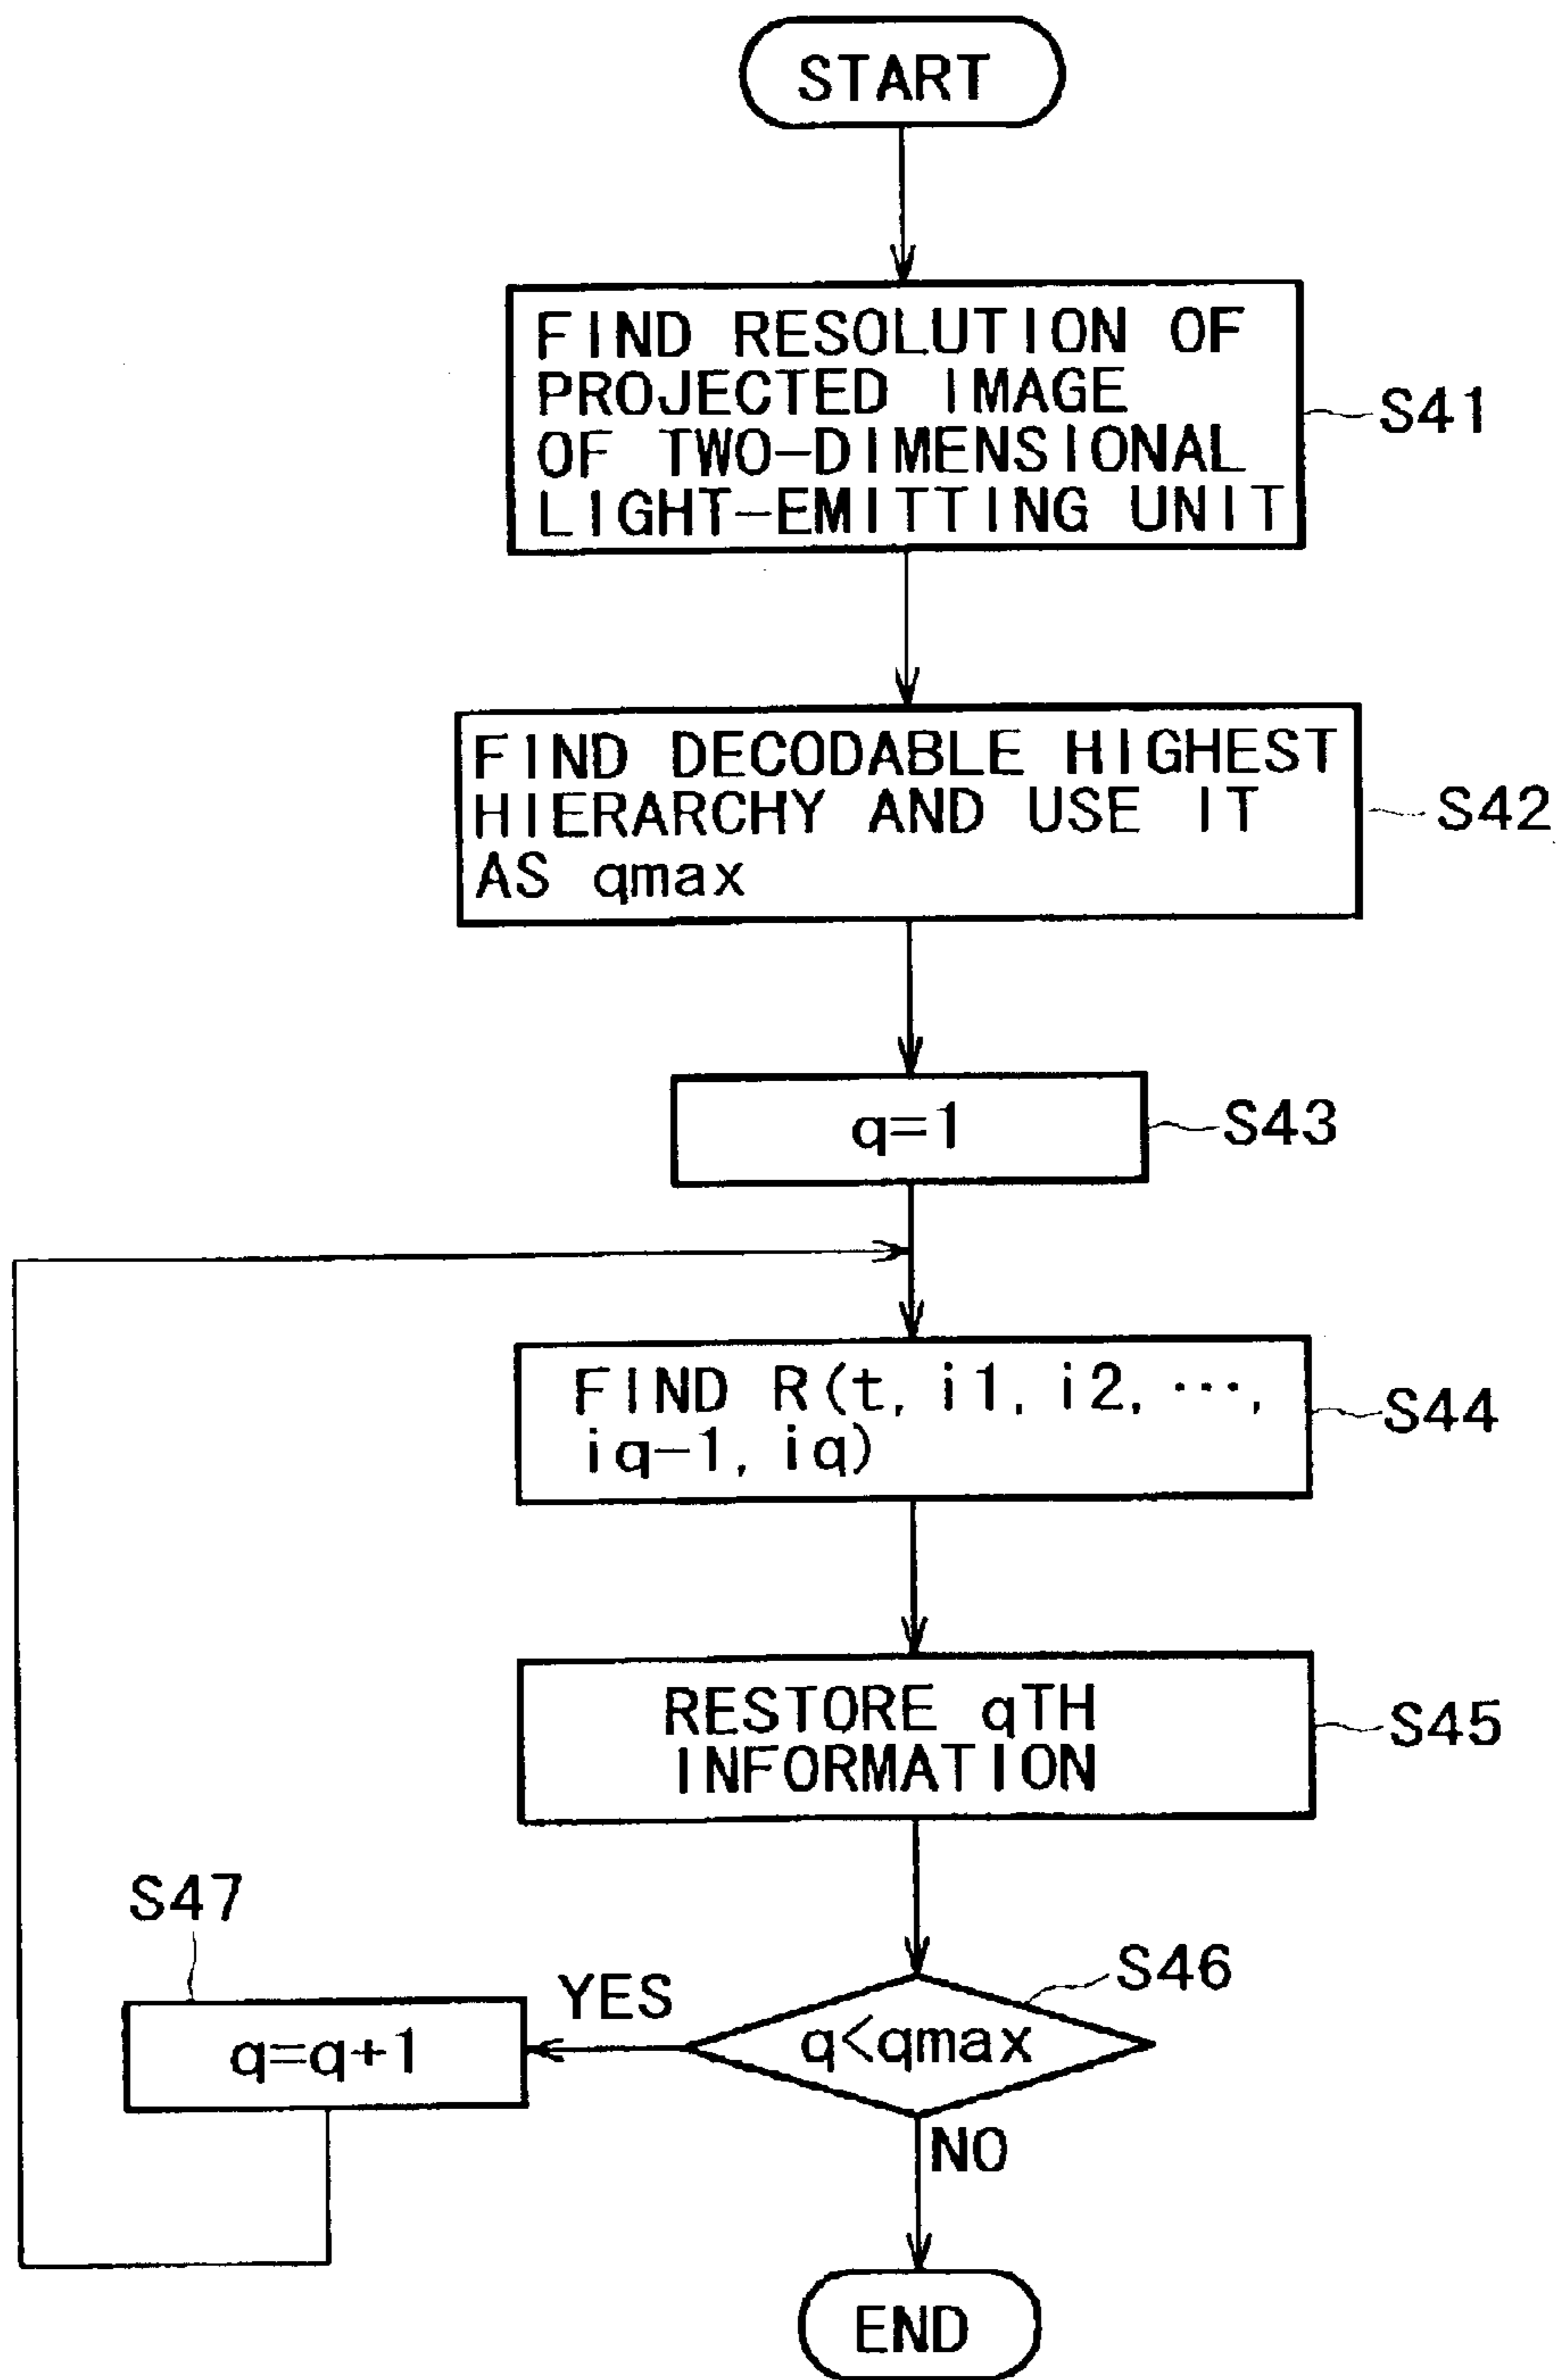 START
FIND RESOLUTION OF
PROJECTED IMAGE
OF TWO-DIMENSIONAL
LIGHT-EMITTING UNIT
S41
FIND DECODABLE HIGHEST
HIERARCHY AND USE IT
AS qmax
S42
q=1
S43
FIND R(t, i1, i2, ···,
iq-1, iq)
S44
RESTORE qTH
INFORMATION
S45
S47
S46
YES
q=q+1
q<qmax
NO
END